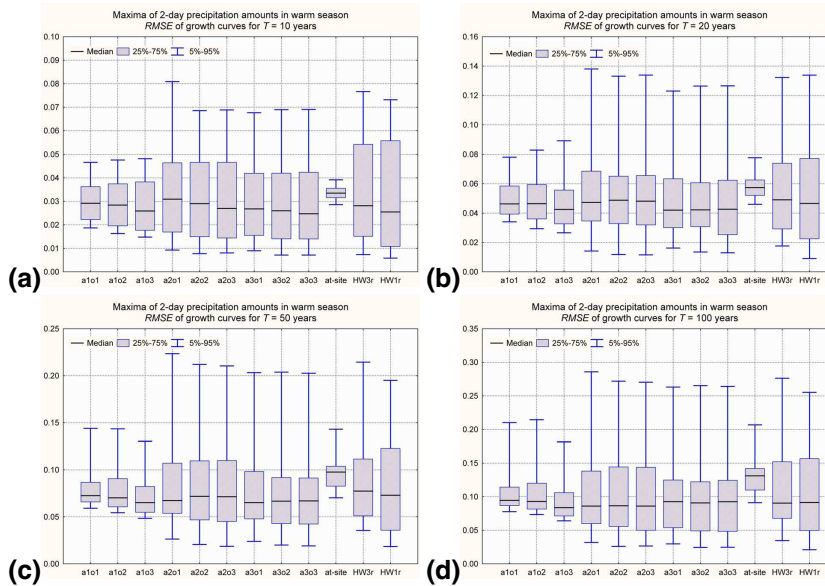 Maxima of 2-day precipitation amounts in warm season
RMSE of growth curves for T = 10 years
Median 25%-75% 5%-95%
0.10
0.09
0.08
0.07
0.06
0.05
0.04
0.03
0.02
0.01
0.00
a1o1 a1o2 a1o3 a2o1 a2o2 a2o3 a3o1 a3o2 a3o3 at-site HW3r HW1r
(a)
Maxima of 2-day precipitation amounts in warm season
RMSE of growth curves for T = 20 years
Median 25%-75% 5%-95%
0.16
0.14
0.12
0.10
0.08
0.06
0.04
0.02
0.00
a1o1 a1o2 a1o3 a2o1 a2o2 a2o3 a3o1 a3o2 a3o3 at-site HW3r HW1r
(b)
Maxima of 2-day precipitation amounts in warm season
RMSE of growth curves for T = 50 years
Median 25%-75% 5%-95%
0.25
0.20
0.15
0.10
0.05
0.00
a1o1 a1o2 a1o3 a2o1 a2o2 a2o3 a3o1 a3o2 a3o3 at-site HW3r HW1r
(c)
Maxima of 2-day precipitation amounts in warm season
RMSE of growth curves for T = 100 years
Median 25%-75% 5%-95%
0.35
0.30
0.25
0.20
0.15
0.10
0.05
0.00
a1o1 a1o2 a1o3 a2o1 a2o2 a2o3 a3o1 a3o2 a3o3 at-site HW3r HW1r
(d)